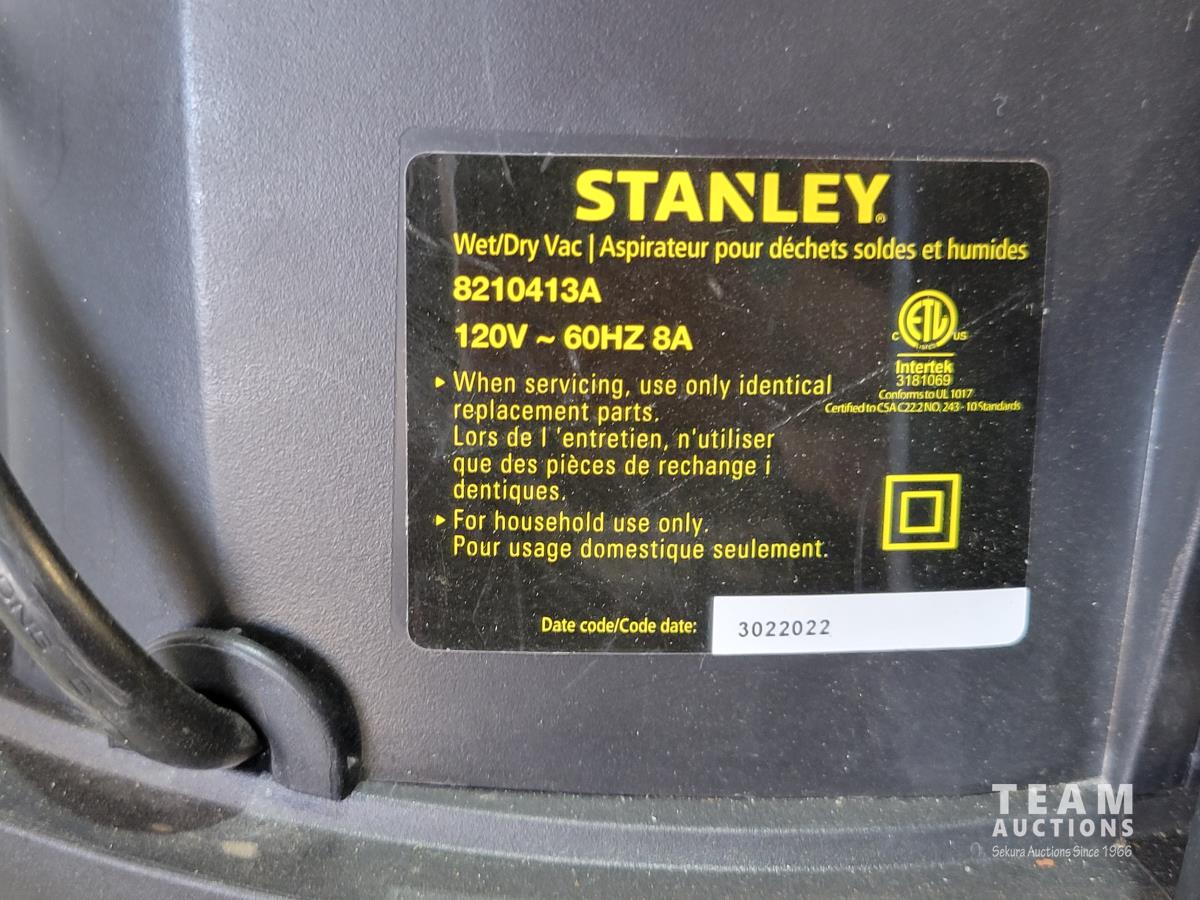 STANLEY®
Wet/Dry Vac | Aspirateur pour déchets soldes et humides
8210413A
120V ~ 60HZ 8A
C ETL US
LISTED
Intertek
3181069
Conforms to UL 1017
Certified to CSA C22.2 NO. 243 - 10 Standards
▸ When servicing, use only identical
replacement parts.
Lors de l 'entretien, n'utiliser
que des pièces de rechange i
dentiques.
▸ For household use only.
Pour usage domestique seulement.
Date code/Code date: 3022022
TEAM
AUCTIONS
Sekura Auctions Since 1966